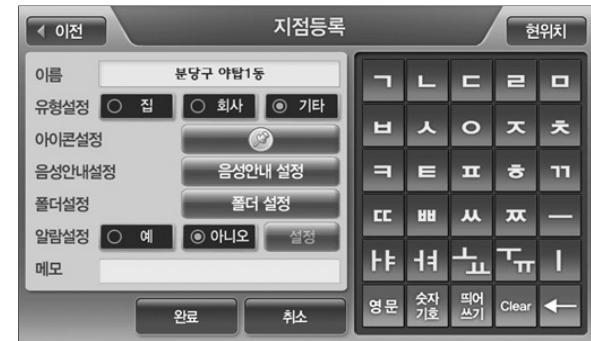 이전 지점등록 현위치
이름 분당구 야탑1동
유형설정 집 회사 기타
아이콘설정
음성안내설정 음성안내 설정
폴더설정 폴더 설정
알람설정 예 아니오 설정
메모
완료 취소
ㄱ ㄴ ㄷ ㄹ ㅁ
ㅂ ㅅ ㅇ ㅈ ㅊ
ㅋ ㅌ ㅍ ㅎ ㄲ
ㄸ ㅃ ㅆ ㅉ ㅡ
ㅏㅑ ㅓㅕ ㅗㅛ ㅜㅠ ㅣ
영문 숫자 기호 띄어 쓰기 Clear ←